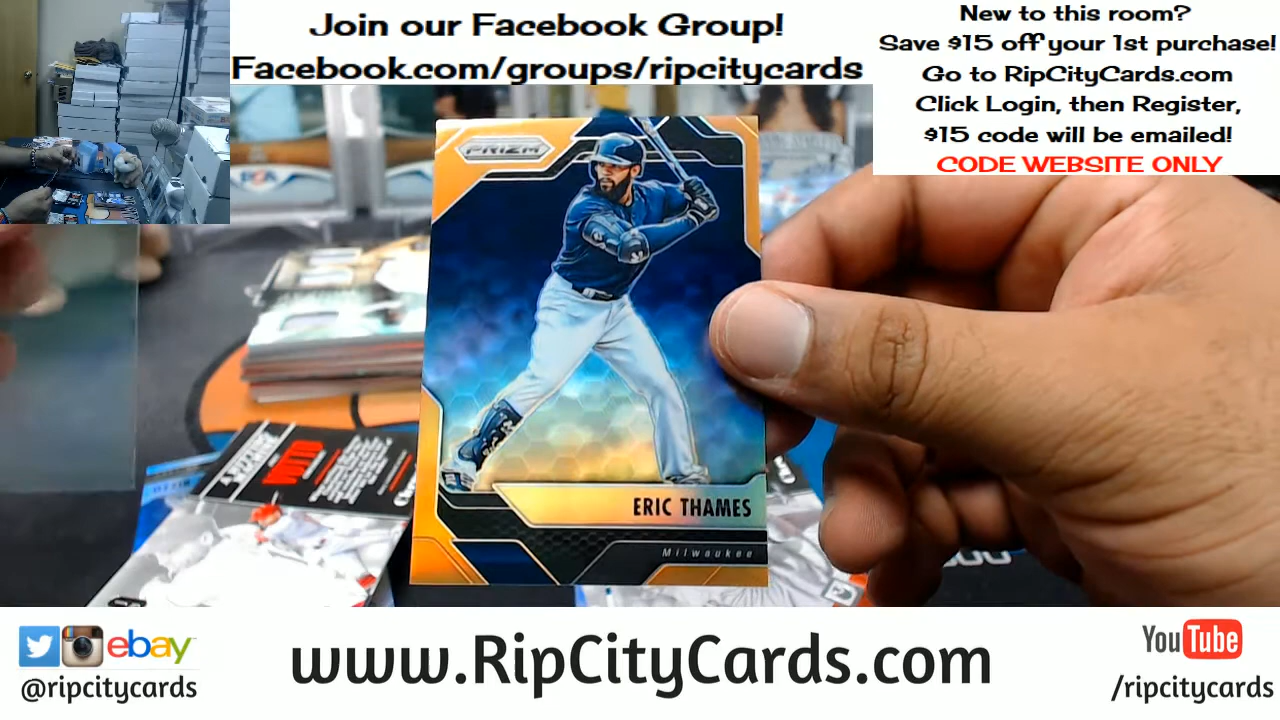 Join our Facebook Group!
Facebook.com/groups/ripcitycards
New to this room?
Save $15 off your 1st purchase!
Go to RipCityCards.com
Click Login, then Register,
$15 code will be emailed!
CODE WEBSITE ONLY
PRIZM
ERIC THAMES
Milwaukee
ebay
@ripcitycards
www.RipCityCards.com
YouTube
/ripcitycards